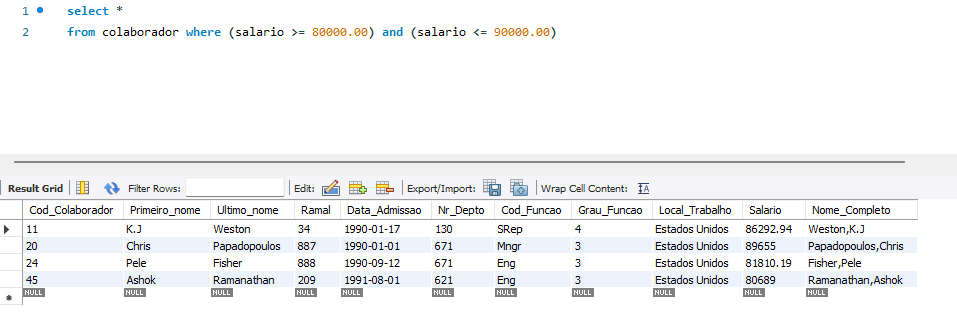 1 select *
2 from colaborador where (salario >= 80000.00) and (salario <= 90000.00)
Result Grid Filter Rows: Edit: Export/Import: Wrap Cell Content: IA
Cod_Colaborador Primeiro_nome Ultimo_nome Ramal Data_Admissao Nr_Depto Cod_Funcao Grau_Funcao Local_Trabalho Salario Nome_Completo
11 K.J Weston 34 1990-01-17 130 SRep 4 Estados Unidos 86292.94 Weston,K.J
20 Chris Papadopoulos 887 1990-01-01 671 Mngr 3 Estados Unidos 89655 Papadopoulos,Chris
24 Pele Fisher 888 1990-09-12 671 Eng 3 Estados Unidos 81810.19 Fisher,Pele
45 Ashok Ramanathan 209 1991-08-01 621 Eng 3 Estados Unidos 80689 Ramanathan,Ashok
NULL NULL NULL NULL NULL NULL NULL NULL NULL NULL NULL